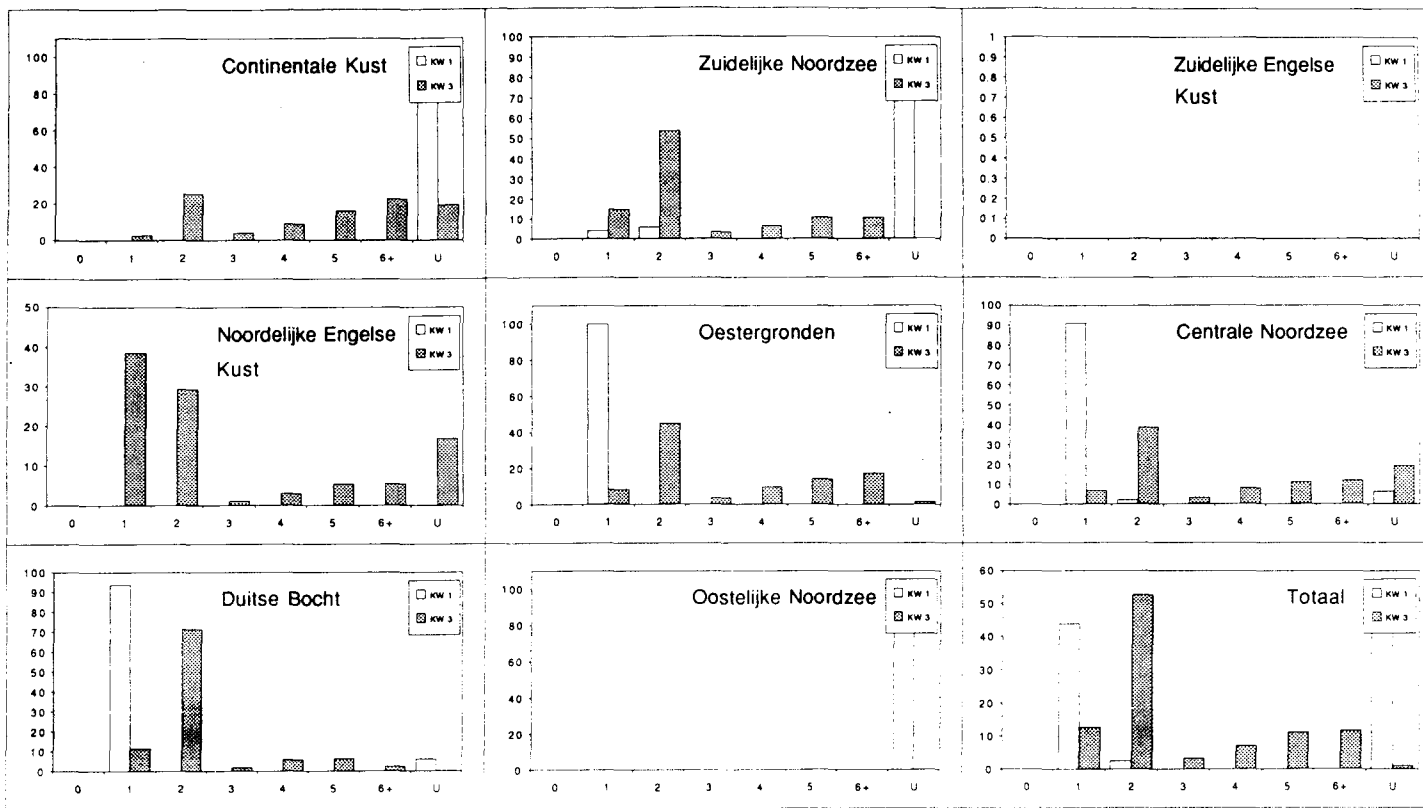 Continentale Kust
KW 1
KW 3
100
80
60
40
20
0
0 1 2 3 4 5 6+ U
Zuidelijke Noordzee
KW 1
KW 3
100
90
80
70
60
50
40
30
20
10
0
0 1 2 3 4 5 6+ U
Zuidelijke Engelse
Kust
KW 1
KW 3
1
0.9
0.8
0.7
0.6
0.5
0.4
0.3
0.2
0.1
0
0 1 2 3 4 5 6+ U
Noordelijke Engelse
Kust
KW 1
KW 3
50
40
30
20
10
0
0 1 2 3 4 5 6+ U
Oestergronden
KW 1
KW 3
100
80
60
40
20
0
0 1 2 3 4 5 6+ U
Centrale Noordzee
KW 1
KW 3
100
90
80
70
60
50
40
30
20
10
0
0 1 2 3 4 5 6+ U
Duitse Bocht
KW 1
KW 3
100
90
80
70
60
50
40
30
20
10
0
0 1 2 3 4 5 6+ U
Oostelijke Noordzee
KW 1
KW 3
100
80
60
40
20
0
0 1 2 3 4 5 6+ U
Totaal
KW 1
KW 3
60
50
40
30
20
10
0
0 1 2 3 4 5 6+ U